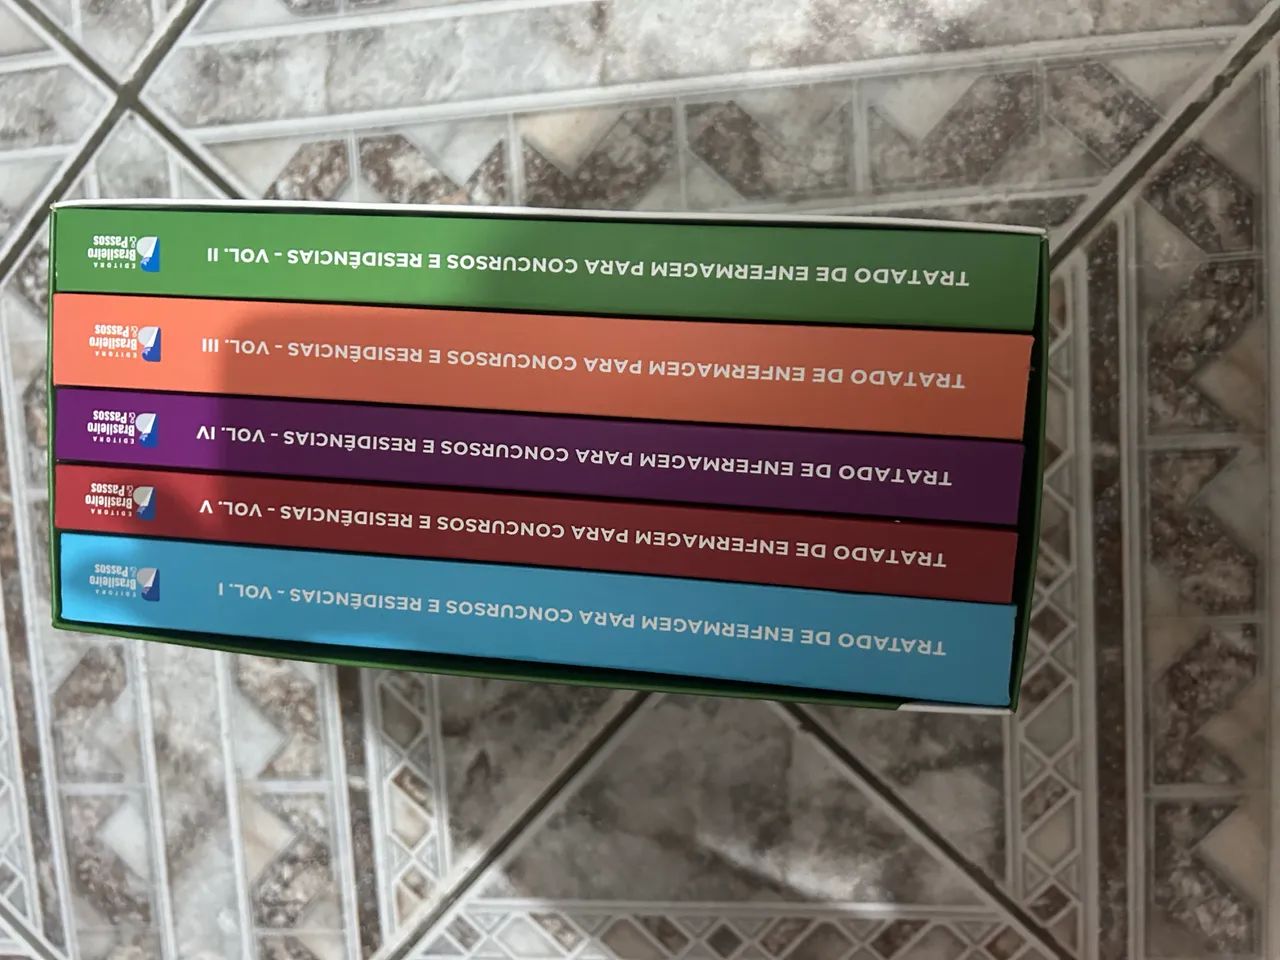 TRATADO DE ENFERMAGEM PARA CONCURSOS E RESIDÊNCIAS - VOL. I
EDITORA
Brasileiro
& Passos
TRATADO DE ENFERMAGEM PARA CONCURSOS E RESIDÊNCIAS - VOL. V
EDITORA
Brasileiro
& Passos
TRATADO DE ENFERMAGEM PARA CONCURSOS E RESIDÊNCIAS - VOL. IV
EDITORA
Brasileiro
& Passos
TRATADO DE ENFERMAGEM PARA CONCURSOS E RESIDÊNCIAS - VOL. III
EDITORA
Brasileiro
& Passos
TRATADO DE ENFERMAGEM PARA CONCURSOS E RESIDÊNCIAS - VOL. II
EDITORA
Brasileiro
& Passos